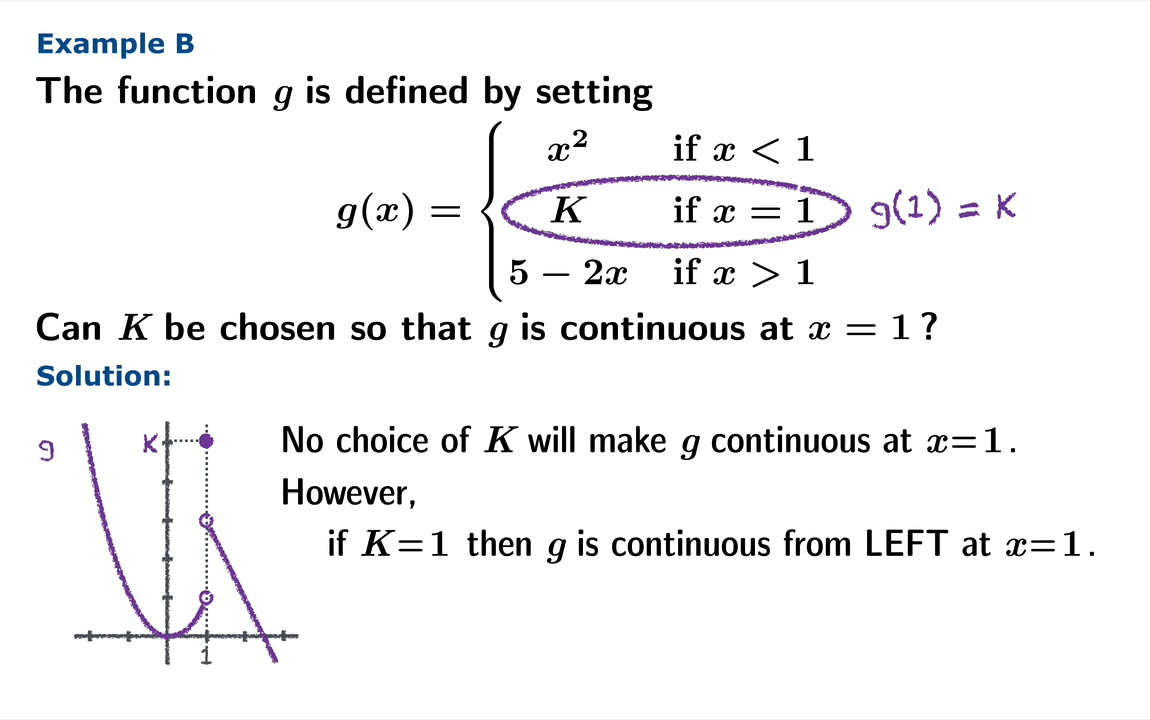 Example B
The function g is defined by setting
x² if x < 1
g(x) = { K if x = 1 g(1) = K
5 − 2x if x > 1
Can K be chosen so that g is continuous at x = 1?
Solution:
g K No choice of K will make g continuous at x=1.
However,
if K=1 then g is continuous from LEFT at x=1.
1